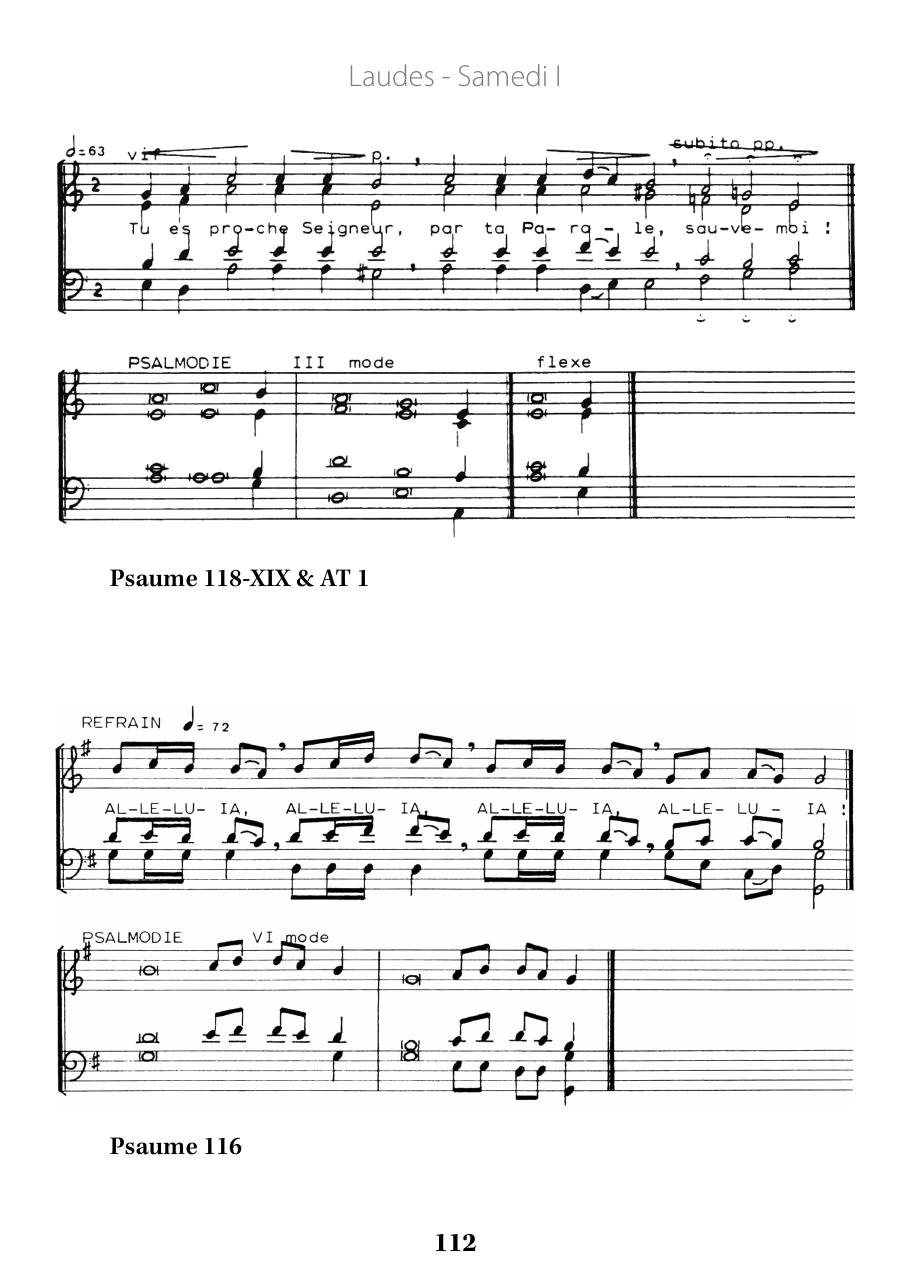 Laudes - Samedi I
= 63 vif p. subito pp.
2
Tu es pro-che Seigneur, par ta Pa- ro - le, sau-ve- moi !
2
PSALMODIE III mode flexe
Psaume 118-XIX & AT 1
REFRAIN = 72
AL-LE-LU- IA, AL-LE-LU- IA, AL-LE-LU- IA, AL-LE- LU - IA !
PSALMODIE VI mode
Psaume 116
112